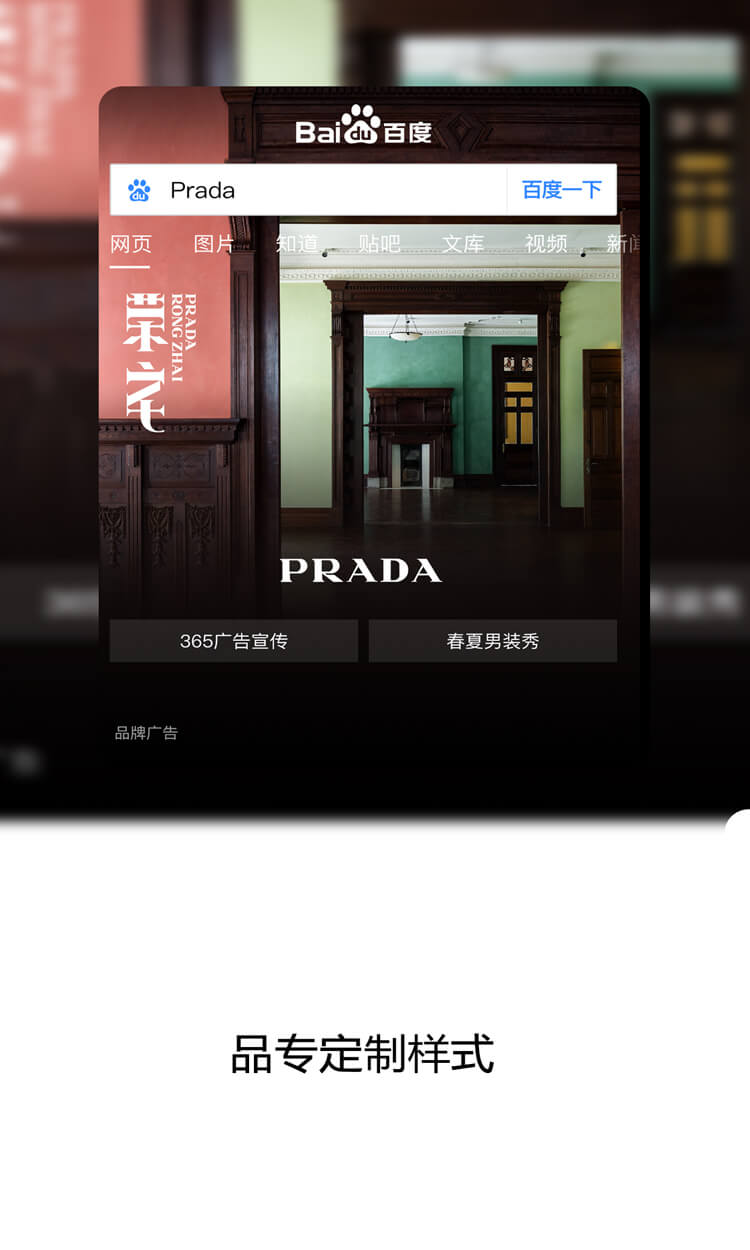 Bai du 百度
du Prada 百度一下
网页 图片 知道 贴吧 文库 视频 新闻
荣宅
PRADA
RONG ZHAI
PRADA
365广告宣传 春夏男装秀
品牌广告
品专定制样式